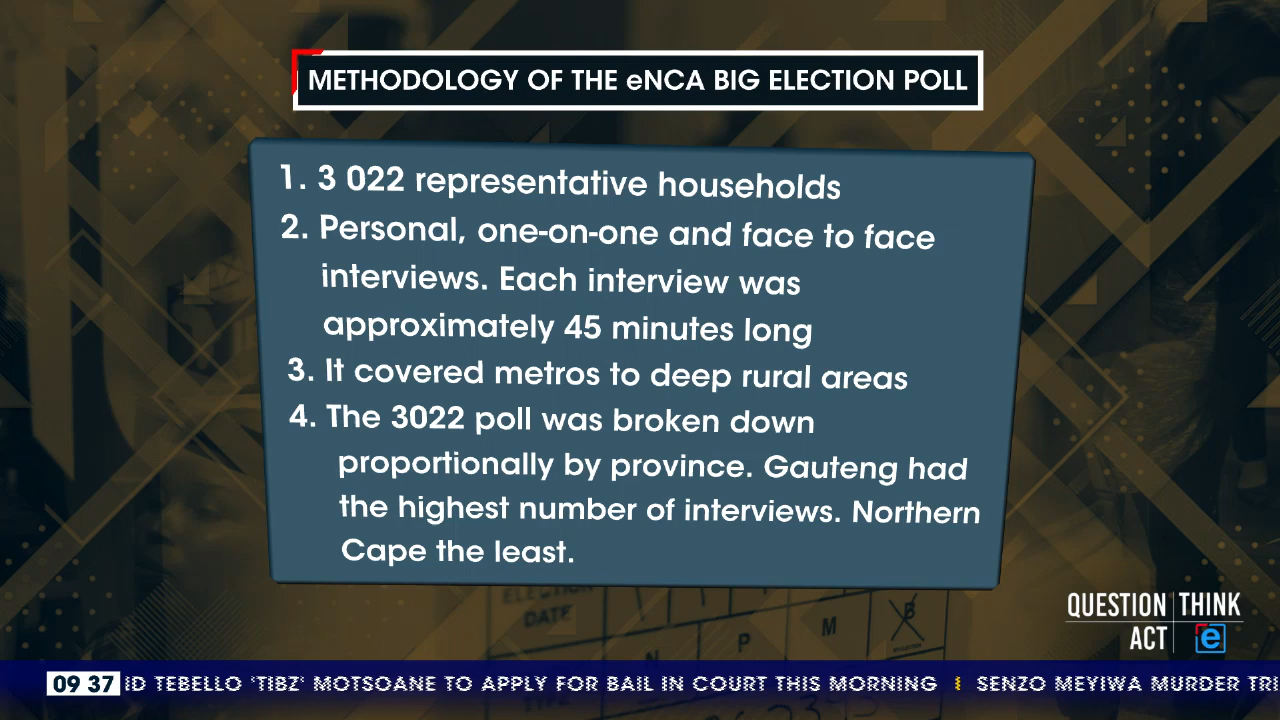 METHODOLOGY OF THE eNCA BIG ELECTION POLL
1. 3 022 representative households
2. Personal, one-on-one and face to face
interviews. Each interview was
approximately 45 minutes long
3. It covered metros to deep rural areas
4. The 3022 poll was broken down
proportionally by province. Gauteng had
the highest number of interviews. Northern
Cape the least.
ELECTION
DATE
B
M
P
N
TYPE
QUESTION THINK
ACT e
09 37 ID TEBELLO 'TIBZ' MOTSOANE TO APPLY FOR BAIL IN COURT THIS MORNING SENZO MEYIWA MURDER TRI